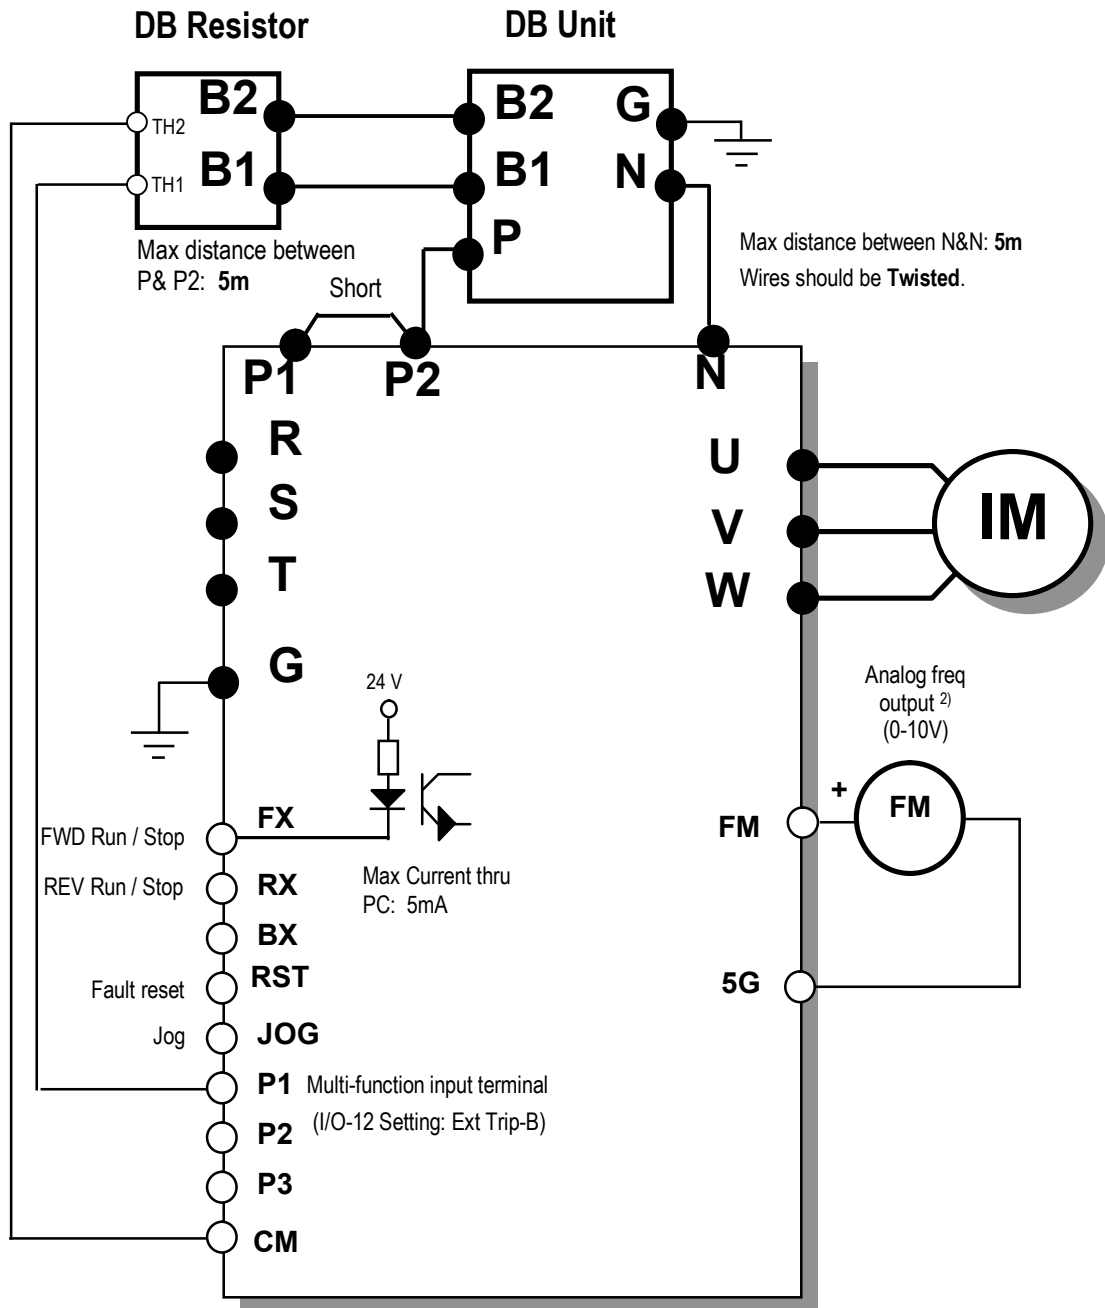 DB Resistor
DB Unit
B2
TH2
B1
TH1
B2
G
B1
N
P
Max distance between
P& P2: 5m
Max distance between N&N: 5m
Wires should be Twisted.
Short
P1
P2
N
R
S
T
G
U
V
W
IM
24 V
Analog freq
output 2)
(0-10V)
FWD Run / Stop
FX
REV Run / Stop
RX
Max Current thru
PC: 5mA
BX
Fault reset
RST
Jog
JOG
P1
Multi-function input terminal
(I/O-12 Setting: Ext Trip-B)
P2
P3
CM
FM
+
FM
5G